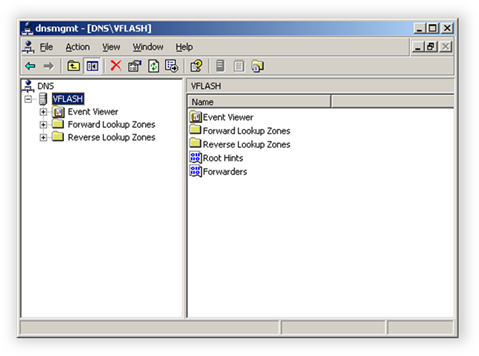 dnsmgmt - [DNS\VFLASH]
File Action View Window Help
DNS
VFLASH
Event Viewer
Forward Lookup Zones
Reverse Lookup Zones
VFLASH
Name
Event Viewer
Forward Lookup Zones
Reverse Lookup Zones
Root Hints
Forwarders